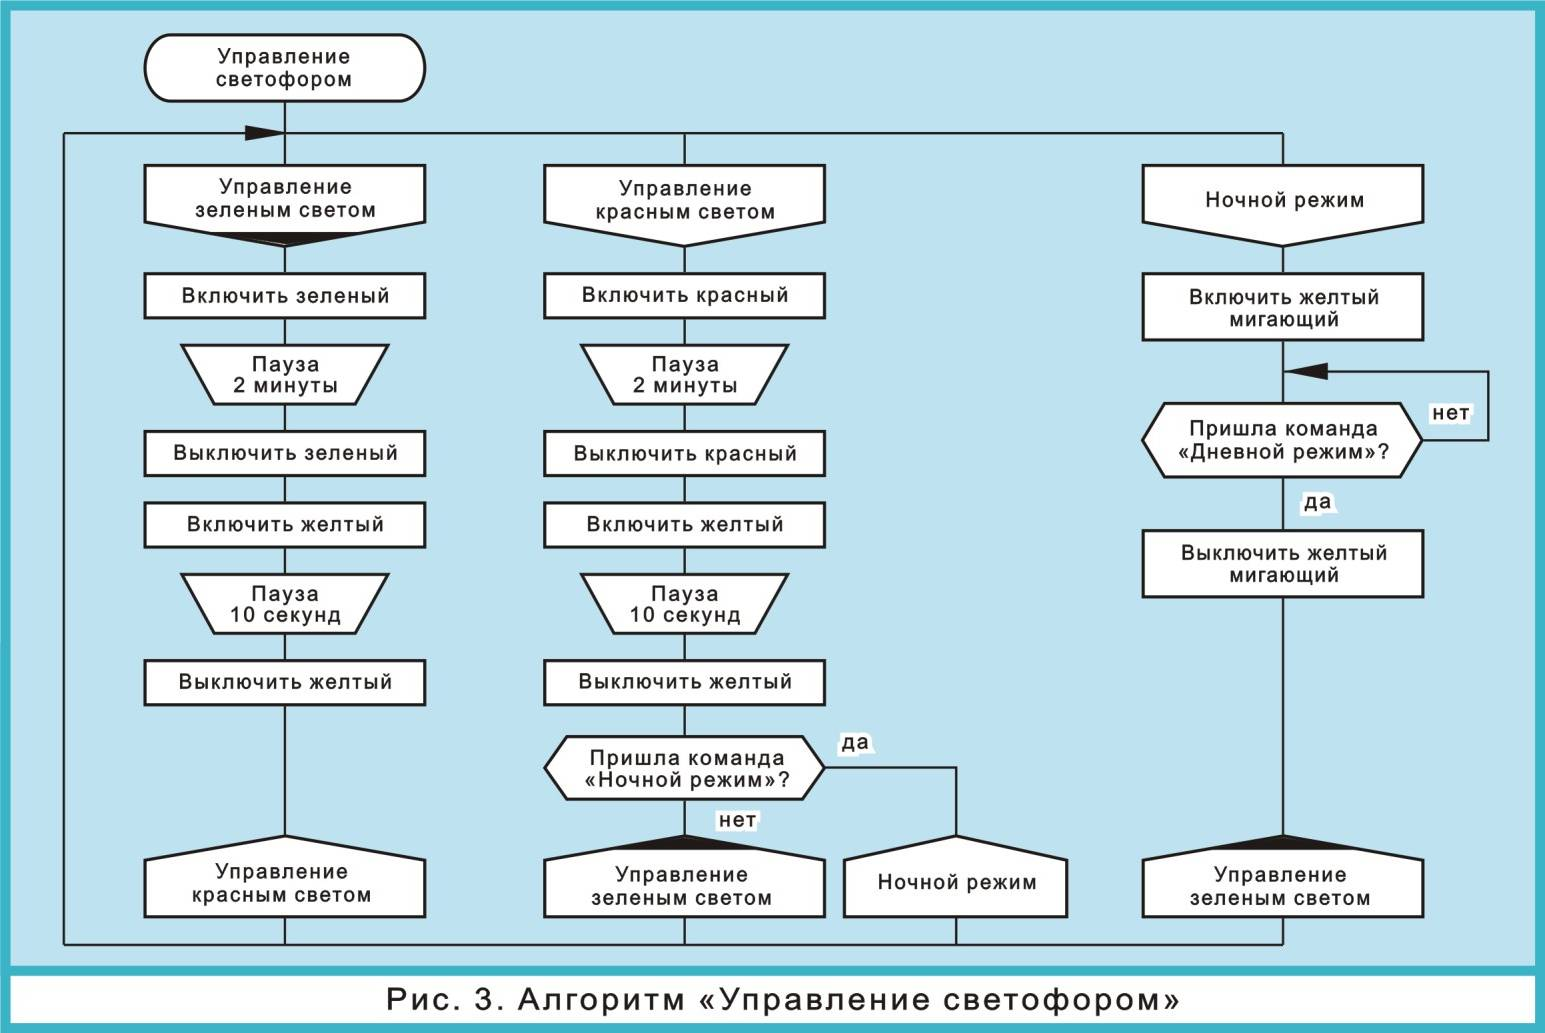 Управление
светофором
Управление
зеленым светом
Включить зеленый
Пауза
2 минуты
Выключить зеленый
Включить желтый
Пауза
10 секунд
Выключить желтый
Управление
красным светом
Управление
красным светом
Включить красный
Пауза
2 минуты
Выключить красный
Включить желтый
Пауза
10 секунд
Выключить желтый
Пришла команда
«Ночной режим»?
да
нет
Управление
зеленым светом
Ночной режим
Ночной режим
Включить желтый
мигающий
Пришла команда
«Дневной режим»?
нет
да
Выключить желтый
мигающий
Управление
зеленым светом
Рис. 3. Алгоритм «Управление светофором»